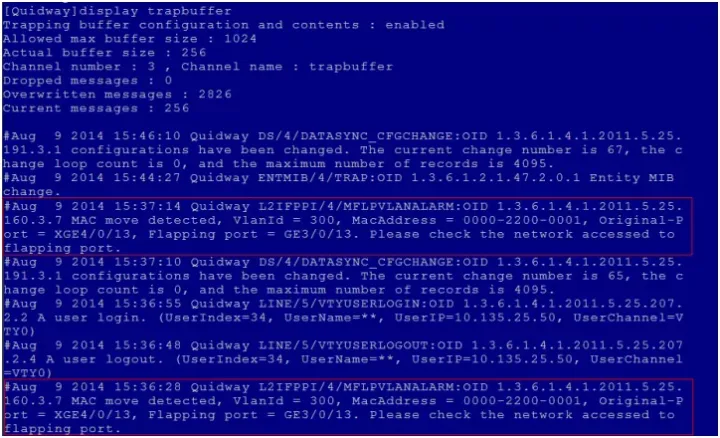 [Quidway]display trapbuffer
Trapping buffer configuration and contents : enabled
Allowed max buffer size : 1024
Actual buffer size : 256
Channel number : 3 , Channel name : trapbuffer
Dropped messages : 0
Overwritten messages : 2826
Current messages : 256
#Aug  9 2014 15:46:10 Quidway DS/4/DATASYNC_CFGCHANGE:OID 1.3.6.1.4.1.2011.5.25.
191.3.1 configurations have been changed. The current change number is 67, the c
hange loop count is 0, and the maximum number of records is 4095.
#Aug  9 2014 15:44:27 Quidway ENTMIB/4/TRAP:OID 1.3.6.1.2.1.47.2.0.1 Entity MIB
change.
#Aug  9 2014 15:37:14 Quidway L2IFPPI/4/MFLPVLANALARM:OID 1.3.6.1.4.1.2011.5.25.
160.3.7 MAC move detected, VlanId = 300, MacAddress = 0000-2200-0001, Original-P
ort = XGE4/0/13, Flapping port = GE3/0/13. Please check the network accessed to
flapping port.
#Aug  9 2014 15:37:10 Quidway DS/4/DATASYNC_CFGCHANGE:OID 1.3.6.1.4.1.2011.5.25.
191.3.1 configurations have been changed. The current change number is 65, the c
hange loop count is 0, and the maximum number of records is 4095.
#Aug  9 2014 15:36:55 Quidway LINE/5/VTYUSERLOGIN:OID 1.3.6.1.4.1.2011.5.25.207.
2.2 A user login. (UserIndex=34, UserName=**, UserIP=10.135.25.50, UserChannel=V
TY0)
#Aug  9 2014 15:36:48 Quidway LINE/5/VTYUSERLOGOUT:OID 1.3.6.1.4.1.2011.5.25.207
.2.4 A user logout. (UserIndex=34, UserName=**, UserIP=10.135.25.50, UserChannel
=VTY0)
#Aug  9 2014 15:36:28 Quidway L2IFPPI/4/MFLPVLANALARM:OID 1.3.6.1.4.1.2011.5.25.
160.3.7 MAC move detected, VlanId = 300, MacAddress = 0000-2200-0001, Original-P
ort = XGE4/0/13, Flapping port = GE3/0/13. Please check the network accessed to
flapping port.